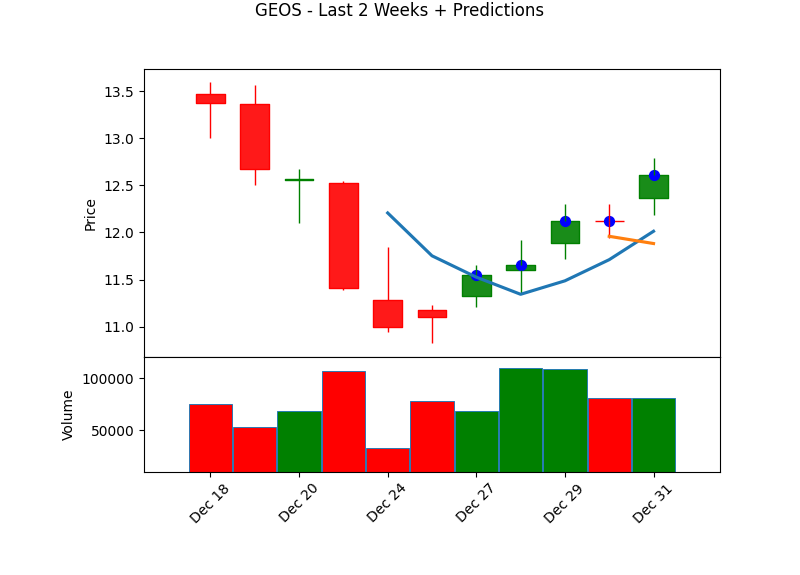 GEOS - Last 2 Weeks + Predictions
13.5
13.0
12.5
12.0
11.5
11.0
Price
100000
50000
Volume
Dec 18
Dec 20
Dec 24
Dec 27
Dec 29
Dec 31